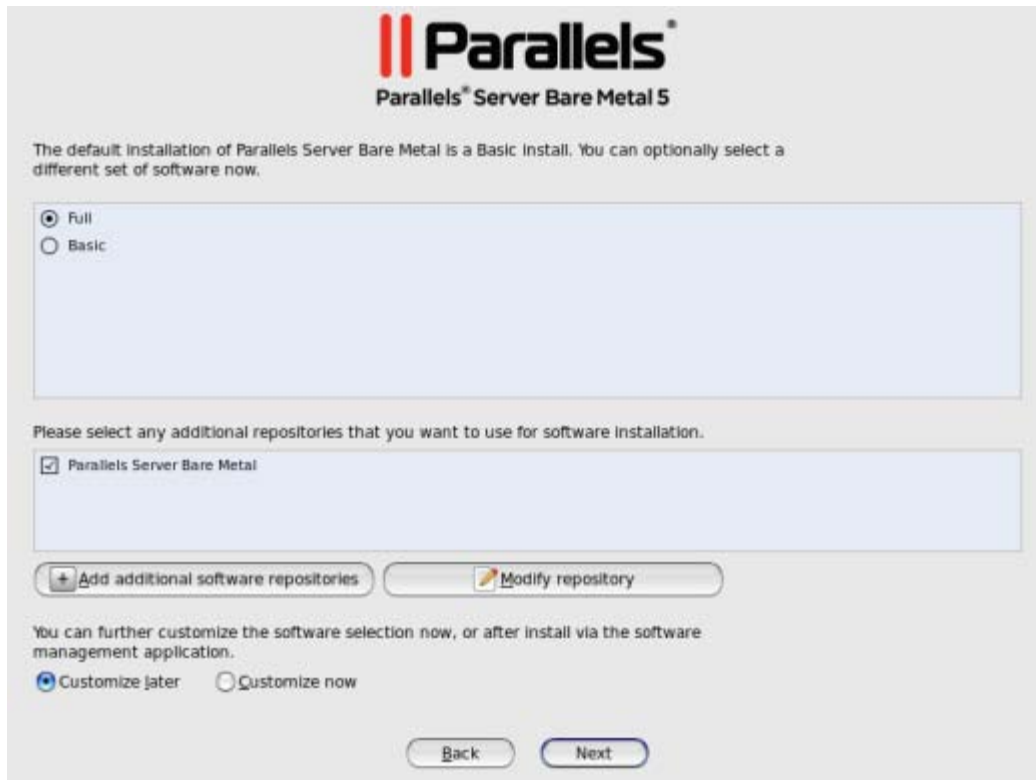 Parallels®
Parallels® Server Bare Metal 5
The default installation of Parallels Server Bare Metal is a Basic install. You can optionally select a
different set of software now.
Full
Basic
Please select any additional repositories that you want to use for software installation.
Parallels Server Bare Metal
Add additional software repositories
Modify repository
You can further customize the software selection now, or after install via the software
management application.
Customize later
Customize now
Back
Next